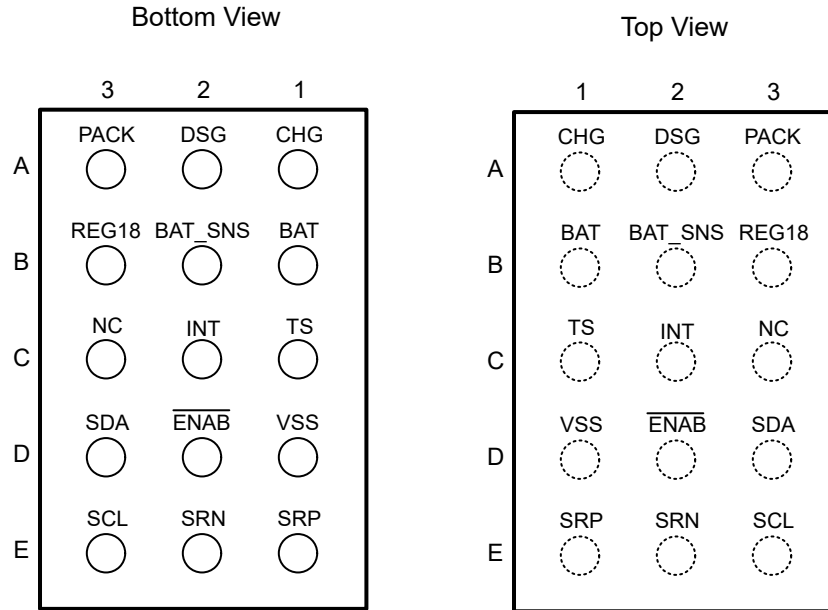 Bottom View
3 2 1
PACK DSG CHG
A
REG18 BAT_SNS BAT
B
NC INT TS
C
SDA E̅N̅A̅B̅ VSS
D
SCL SRN SRP
E
Top View
1 2 3
CHG DSG PACK
A
BAT BAT_SNS REG18
B
TS INT NC
C
VSS E̅N̅A̅B̅ SDA
D
SRP SRN SCL
E